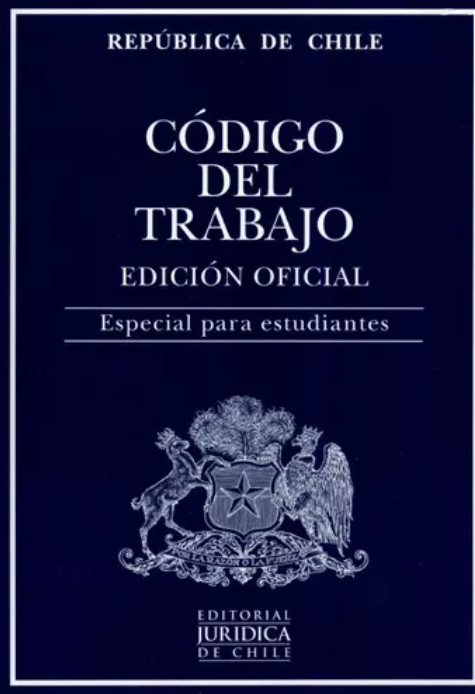 REPÚBLICA DE CHILE
CÓDIGO
DEL
TRABAJO
EDICIÓN OFICIAL
Especial para estudiantes
POR LA RAZÓN O LA FUERZA
EDITORIAL
JURIDICA
DE CHILE